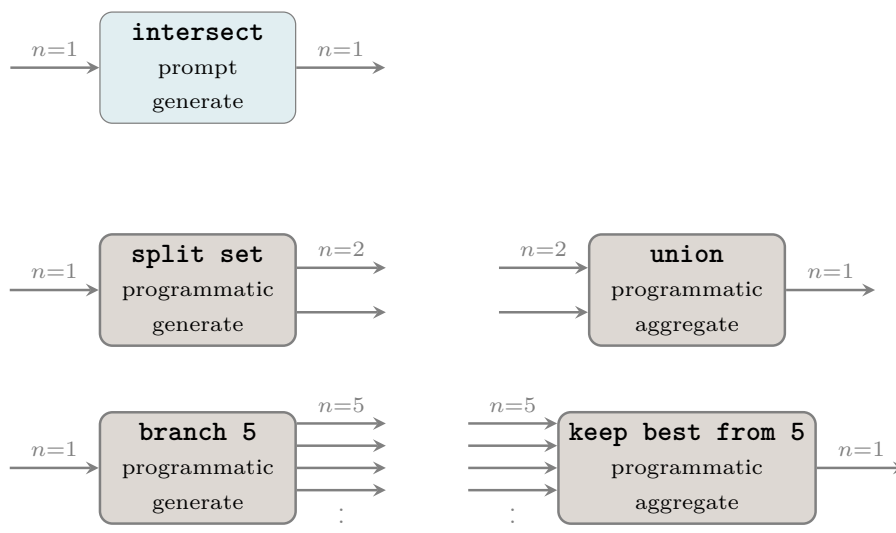 n=1
intersect
prompt
generate
n=1
n=1
split set
programmatic
generate
n=2
n=2
union
programmatic
aggregate
n=1
n=1
branch 5
programmatic
generate
n=5
:
n=5
:
keep best from 5
programmatic
aggregate
n=1